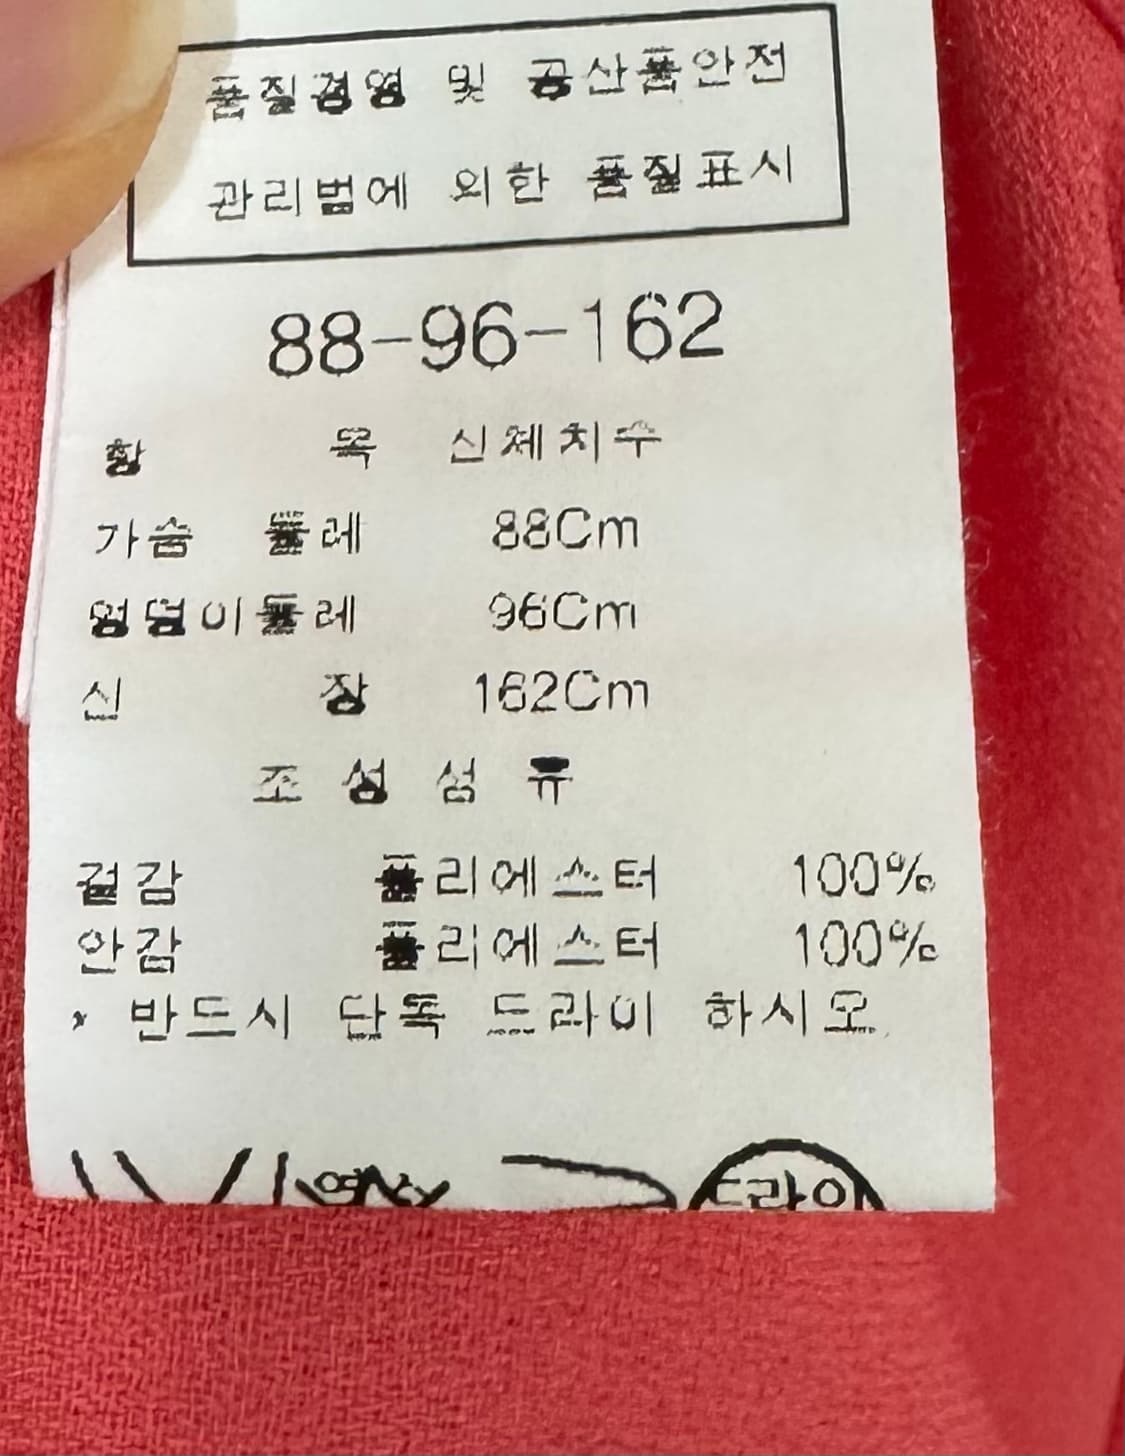 품질경영 및 공산품안전
관리법에 의한 품질표시
88-96-162
항 목 신체치수
가슴 둘레 88Cm
엉덩이둘레 96Cm
신 장 162Cm
조 성 섬 유
겉감 폴리에스터 100%
안감 폴리에스터 100%
* 반드시 단독 드라이 하시오
드라이